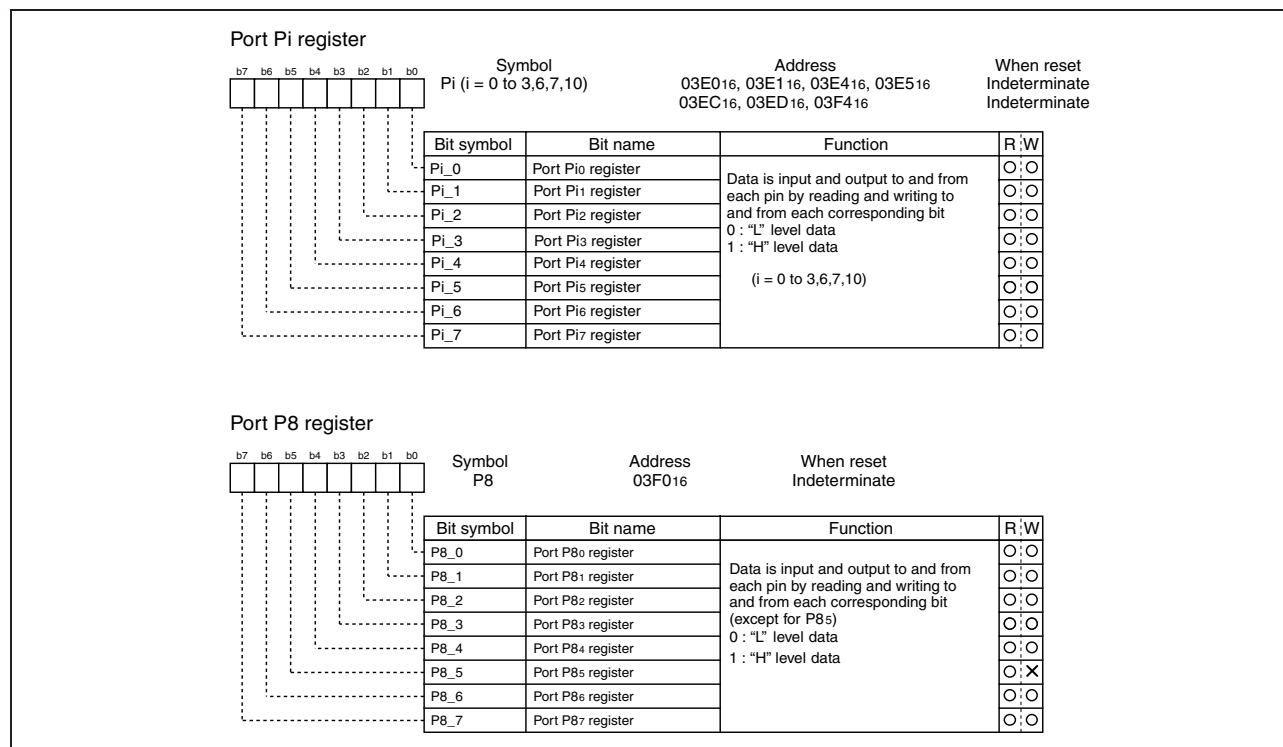 Port Pi register
b7 b6 b5 b4 b3 b2 b1 b0
Symbol Address When reset
Pi (i = 0 to 3,6,7,10) 03E016, 03E116, 03E416, 03E516 Indeterminate
03EC16, 03ED16, 03F416 Indeterminate
Bit symbol Bit name Function R W
Pi_0 Port Pi0 register
Pi_1 Port Pi1 register
Pi_2 Port Pi2 register
Pi_3 Port Pi3 register
Pi_4 Port Pi4 register
Pi_5 Port Pi5 register
Pi_6 Port Pi6 register
Pi_7 Port Pi7 register
Data is input and output to and from
each pin by reading and writing to
and from each corresponding bit
0 : “L” level data
1 : “H” level data
(i = 0 to 3,6,7,10)
Port P8 register
b7 b6 b5 b4 b3 b2 b1 b0
Symbol Address When reset
P8 03F016 Indeterminate
Bit symbol Bit name Function R W
P8_0 Port P80 register
P8_1 Port P81 register
P8_2 Port P82 register
P8_3 Port P83 register
P8_4 Port P84 register
P8_5 Port P85 register
P8_6 Port P86 register
P8_7 Port P87 register
Data is input and output to and from
each pin by reading and writing to
and from each corresponding bit
(except for P85)
0 : “L” level data
1 : “H” level data